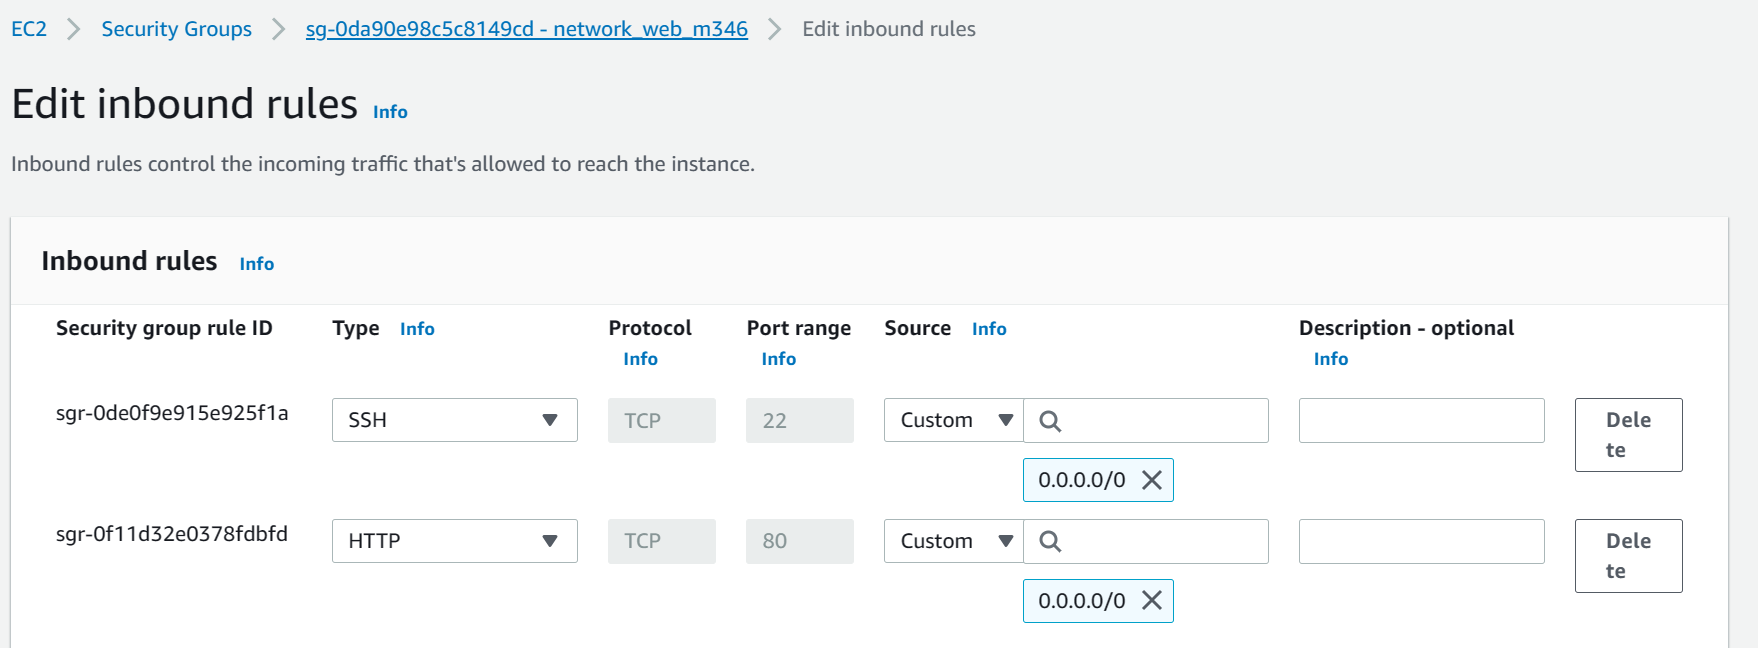 EC2 > Security Groups > sg-0da90e98c5c8149cd - network_web_m346 > Edit inbound rules
Edit inbound rules Info
Inbound rules control the incoming traffic that's allowed to reach the instance.
Inbound rules Info
Security group rule ID Type Info Protocol Info Port range Info Source Info Description - optional Info
sgr-0de0f9e915e925f1a SSH TCP 22 Custom Dele
te
0.0.0.0/0
sgr-0f11d32e0378fdbfd HTTP TCP 80 Custom Dele
te
0.0.0.0/0